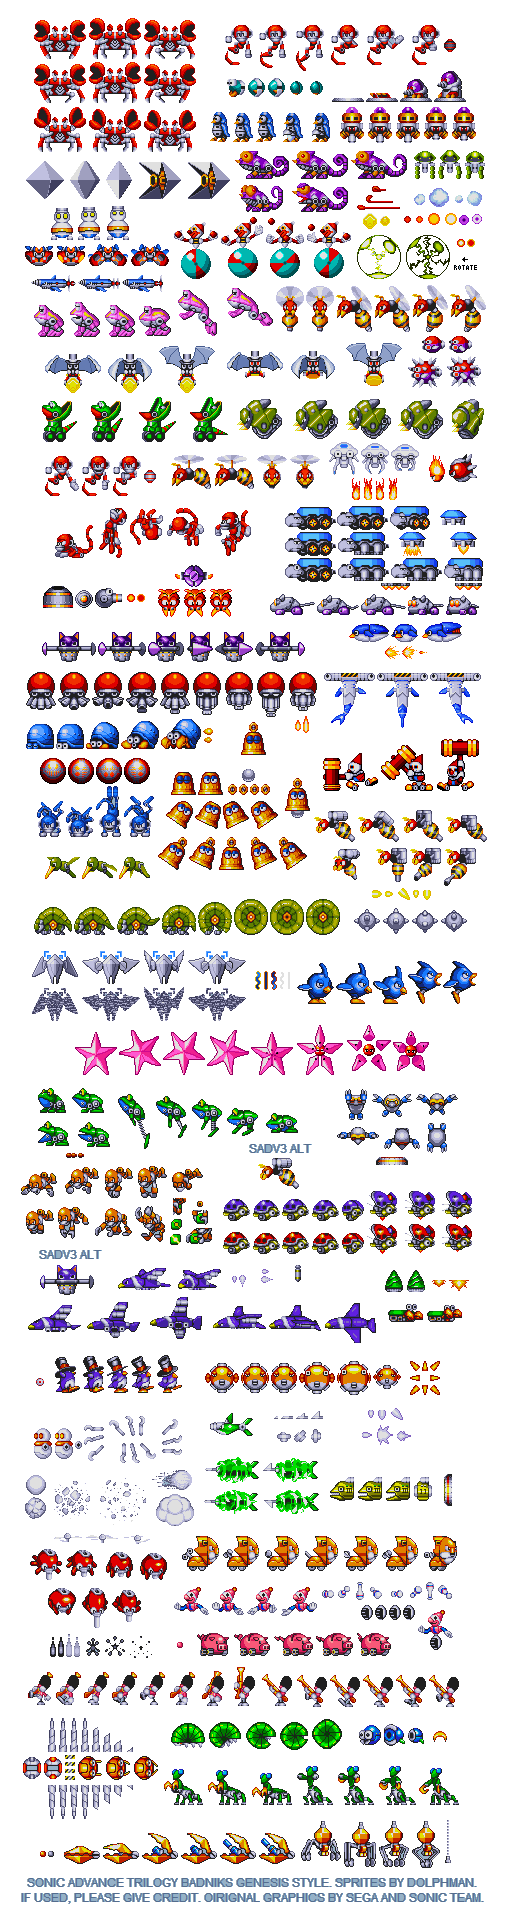 ROTATE
SADV3 ALT
SADV3 ALT
SONIC ADVANCE TRILOGY BADNIKS GENESIS STYLE. SPRITES BY DOLPHMAN.
IF USED, PLEASE GIVE CREDIT. OIRIGNAL GRAPHICS BY SEGA AND SONIC TEAM.